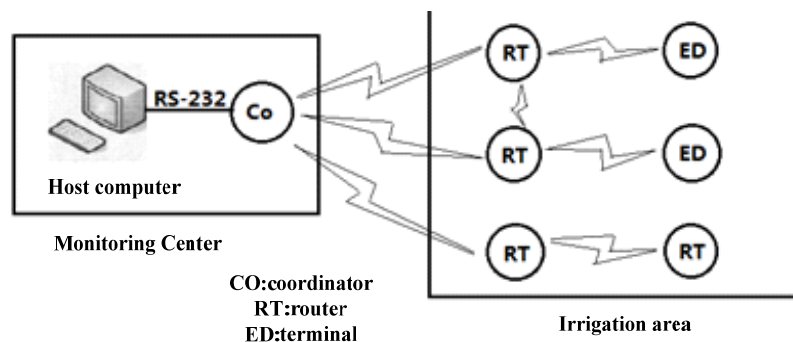 RS-232
Co
Host computer
Monitoring Center
CO:coordinator
RT:router
ED:terminal
RT
ED
RT
ED
RT
RT
Irrigation area